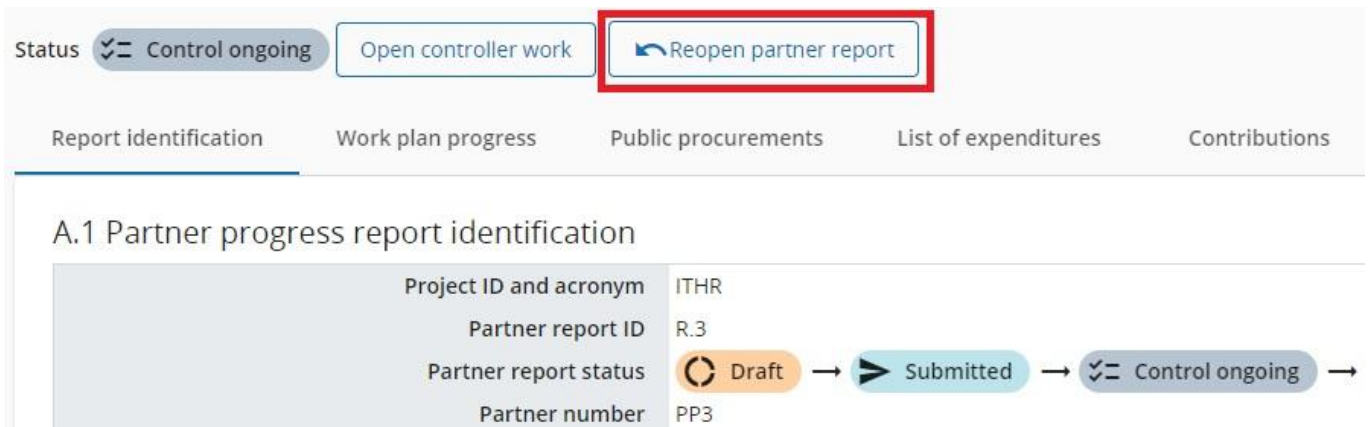 Status Control ongoing Open controller work Reopen partner report
Report identification Work plan progress Public procurements List of expenditures Contributions
A.1 Partner progress report identification
Project ID and acronym ITHR
Partner report ID R.3
Partner report status Draft → Submitted → Control ongoing →
Partner number PP3